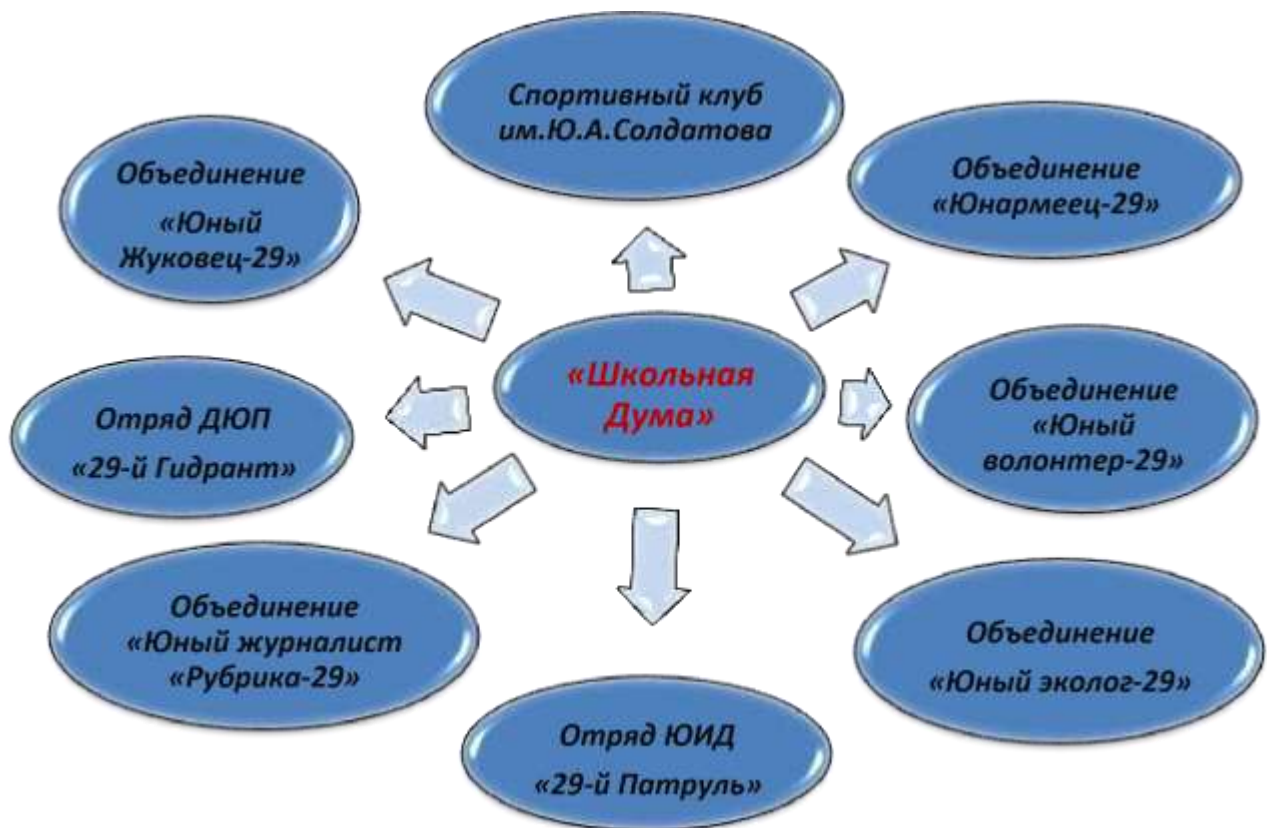 Спортивный клуб
им.Ю.А.Солдатова
Объединение
«Юный
Жуковец-29»
Объединение
«Юнармеец-29»
«Школьная
Дума»
Отряд ДЮП
«29-й Гидрант»
Объединение
«Юный
волонтер-29»
Объединение
«Юный журналист
«Рубрика-29»
Объединение
«Юный эколог-29»
Отряд ЮИД
«29-й Патруль»